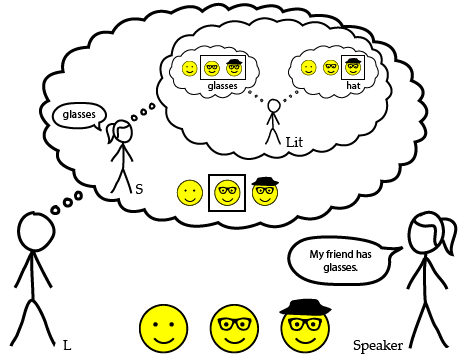 glasses
hat
glasses
Lit
S
My friend has
glasses.
L
Speaker